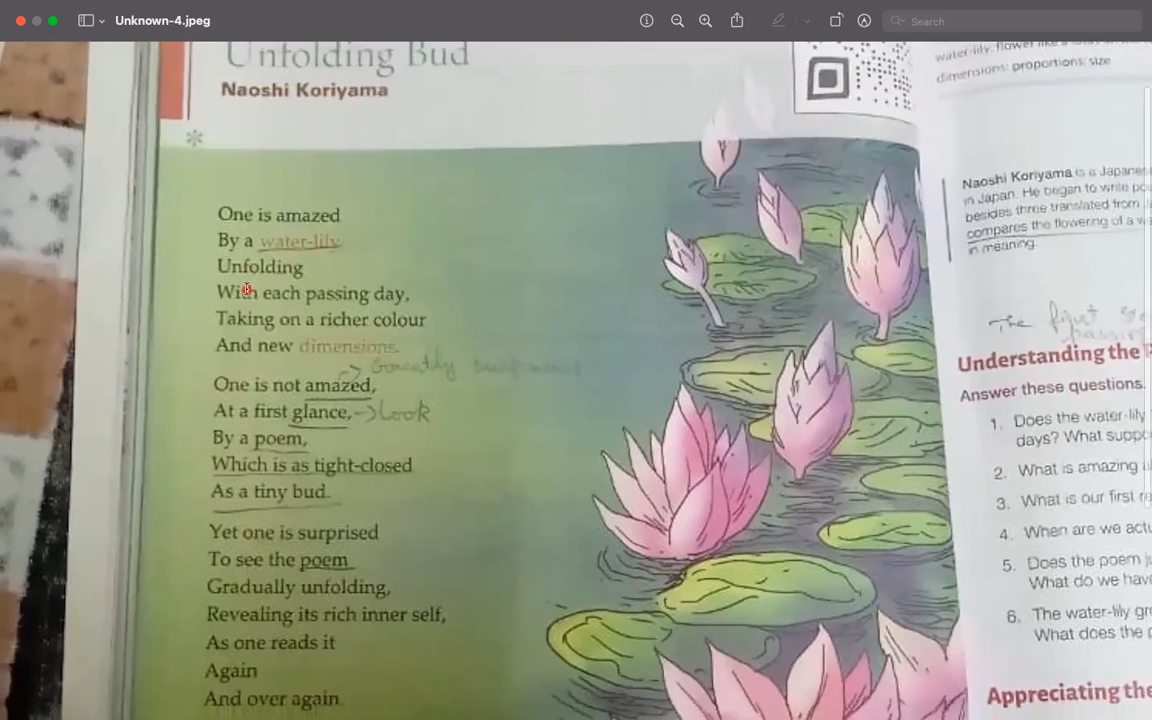 Unknown-4.jpeg
Search
Unfolding Bud
Naoshi Koriyama
One is amazed
By a water-lily
Unfolding
With each passing day,
Taking on a richer colour
And new dimensions.
Greatly
One is not amazed,
At a first glance, → Look
By a poem,
Which is as tight-closed
As a tiny bud.
Yet one is surprised
To see the poem
Gradually unfolding,
Revealing its rich inner self,
As one reads it
Again
And over again.
water-lily: flower like a
dimensions: proportions: size
Naoshi Koriyama is a Japane
in Japan. He began to write po
besides three translated from
compares the flowering of a w
in meaning.
The
Understanding the
Answer these questions.
1. Does the water-lily
days? What suppo
2. What is amazing a
3. What is our first re
4. When are we actu
5. Does the poem j
What do we have
6. The water-lily gr
What does the p
Appreciating the